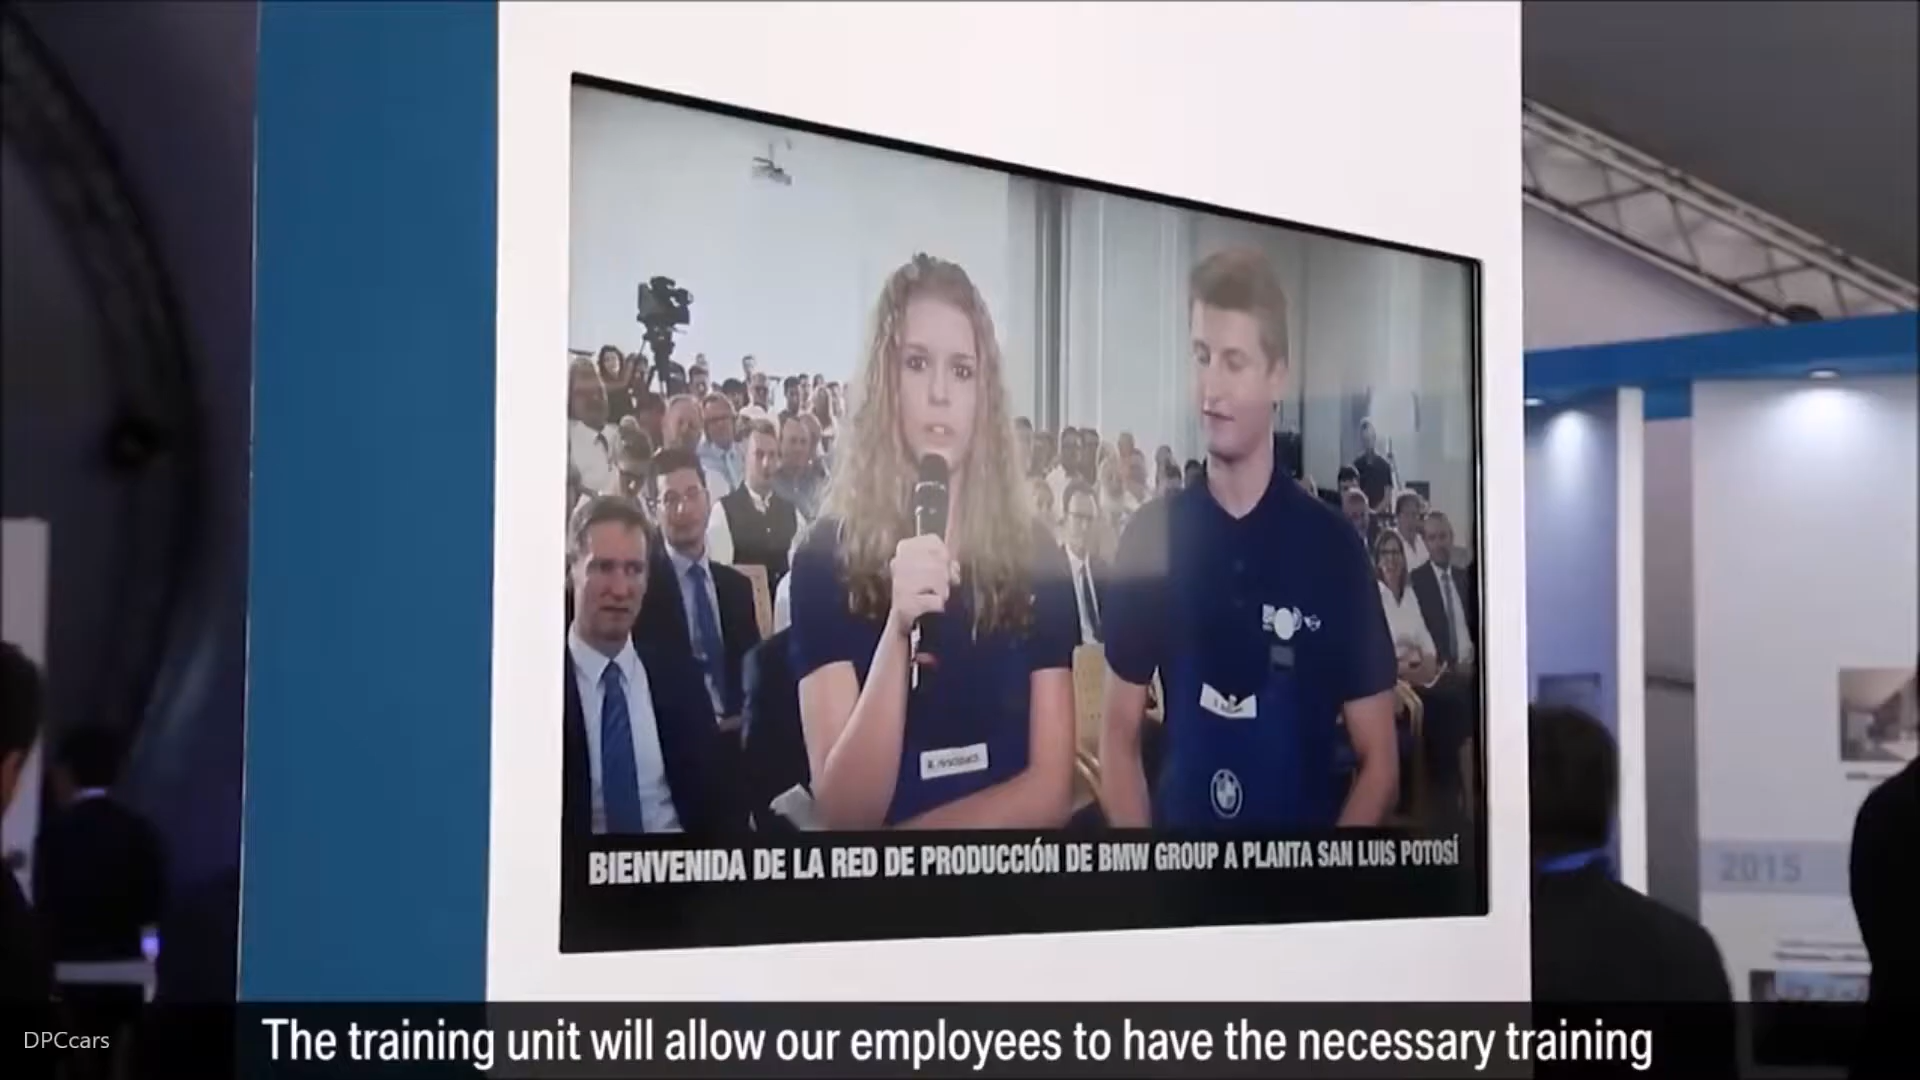 BIENVENIDA DE LA RED DE PRODUCCIÓN DE BMW GROUP A PLANTA SAN LUIS POTOSÍ
2015
DPCcars
The training unit will allow our employees to have the necessary training